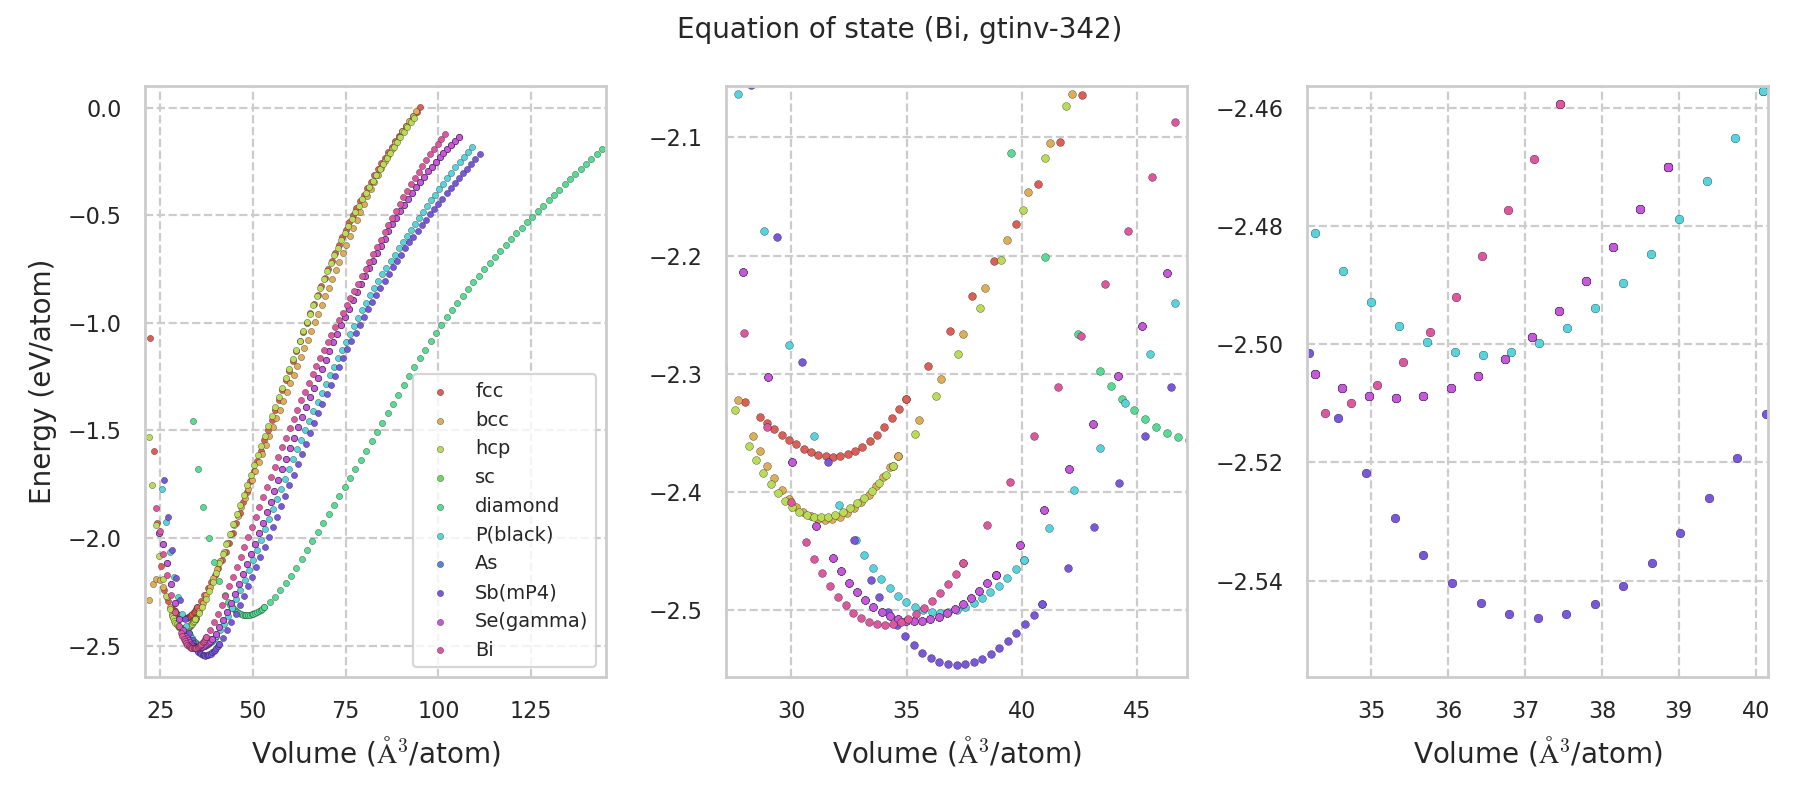 Equation of state (Bi, gtinv-342)
Energy (eV/atom)
0.0
−0.5
−1.0
−1.5
−2.0
−2.5
25 50 75 100 125
Volume (Å³/atom)
fcc
bcc
hcp
sc
diamond
P(black)
As
Sb(mP4)
Se(gamma)
Bi
−2.1
−2.2
−2.3
−2.4
−2.5
30 35 40 45
Volume (Å³/atom)
−2.46
−2.48
−2.50
−2.52
−2.54
35 36 37 38 39 40
Volume (Å³/atom)